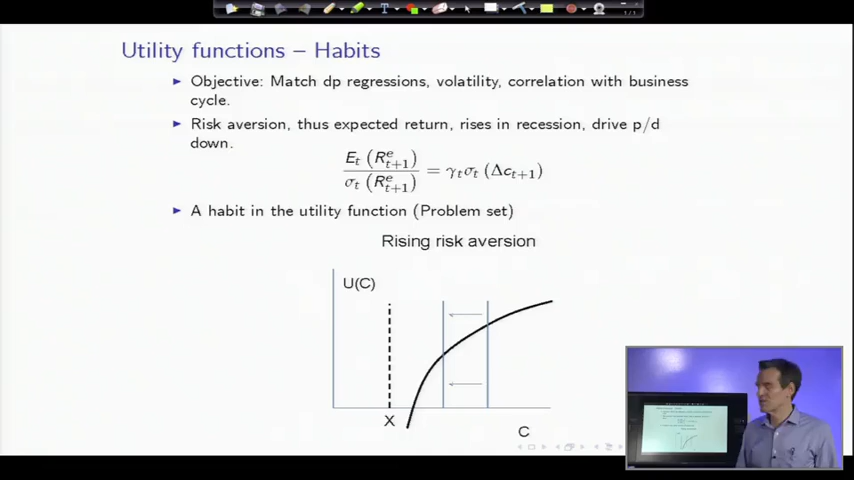 1/1
Utility functions – Habits
▶ Objective: Match dp regressions, volatility, correlation with business
cycle.
▶ Risk aversion, thus expected return, rises in recession, drive p/d
down.
E_t (R^e_{t+1}) / σ_t (R^e_{t+1}) = γ_t σ_t (Δc_{t+1})
▶ A habit in the utility function (Problem set)
Rising risk aversion
U(C)
X
C